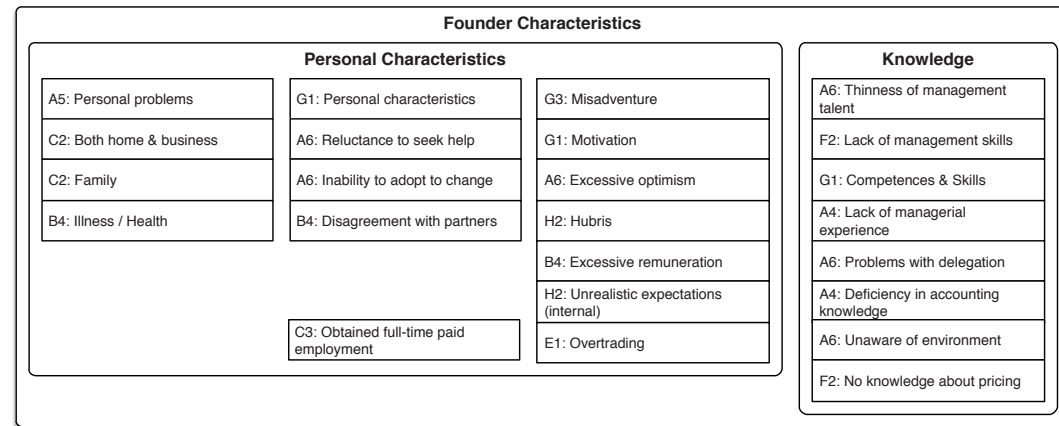 Founder Characteristics
Personal Characteristics
A5: Personal problems
C2: Both home & business
C2: Family
B4: Illness / Health
G1: Personal characteristics
A6: Reluctance to seek help
A6: Inability to adopt to change
B4: Disagreement with partners
C3: Obtained full-time paid
employment
G3: Misadventure
G1: Motivation
A6: Excessive optimism
H2: Hubris
B4: Excessive remuneration
H2: Unrealistic expectations
(internal)
E1: Overtrading
Knowledge
A6: Thinness of management
talent
F2: Lack of management skills
G1: Competences & Skills
A4: Lack of managerial
experience
A6: Problems with delegation
A4: Deficiency in accounting
knowledge
A6: Unaware of environment
F2: No knowledge about pricing